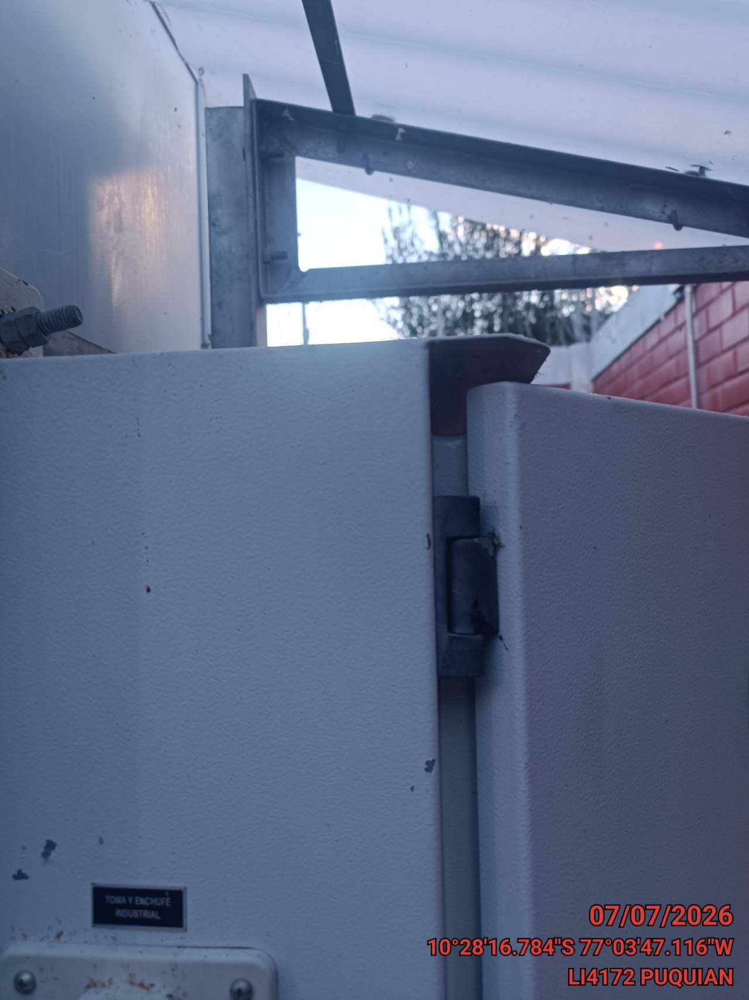 TOMA Y ENCHUFE
INDUSTRIAL
07/07/2026
10°28'16.784"S 77°03'47.116"W
LI4172 PUQUIAN